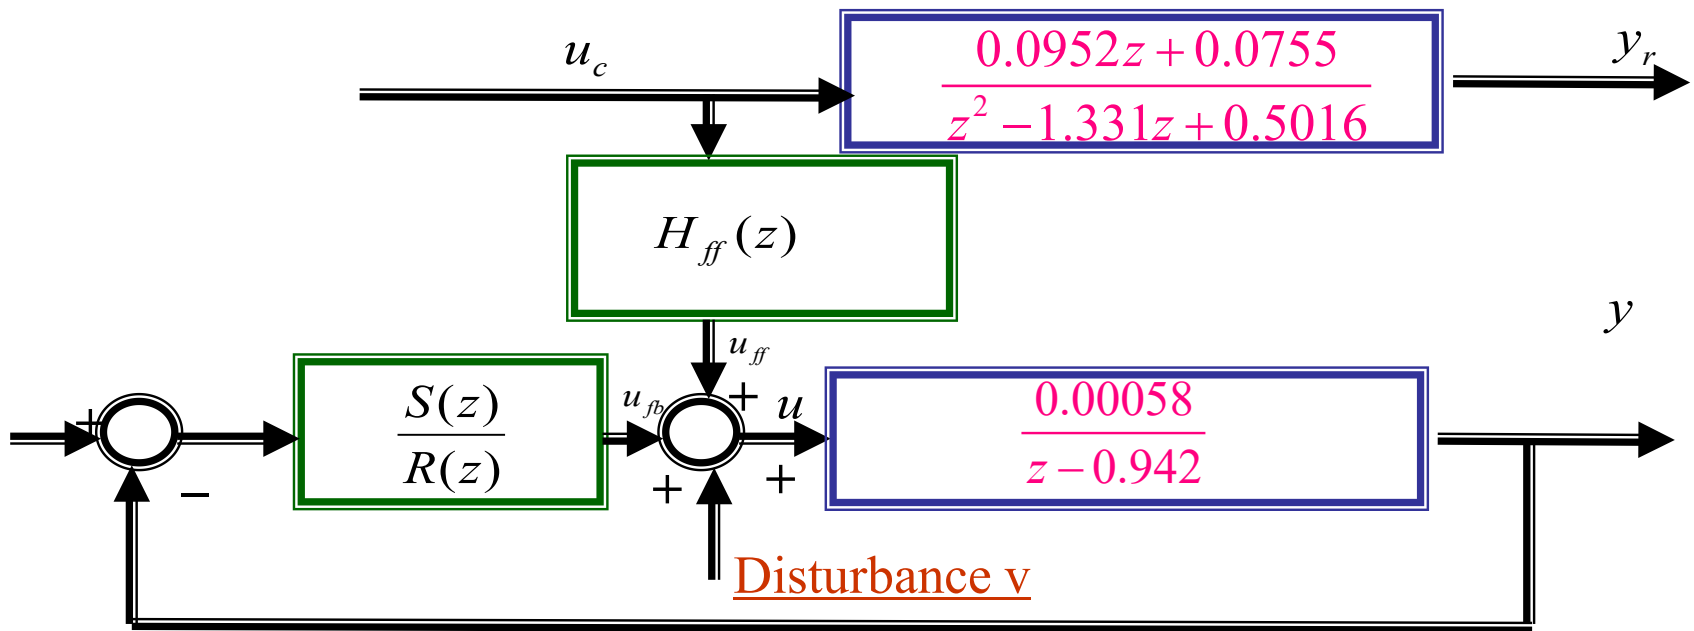 u_c
0.0952z + 0.0755
z^2 − 1.331z + 0.5016
y_r
H_ff (z)
u_ff
y
+
S(z)
R(z)
−
u_fb
+
u
+
+
0.00058
z − 0.942
Disturbance v